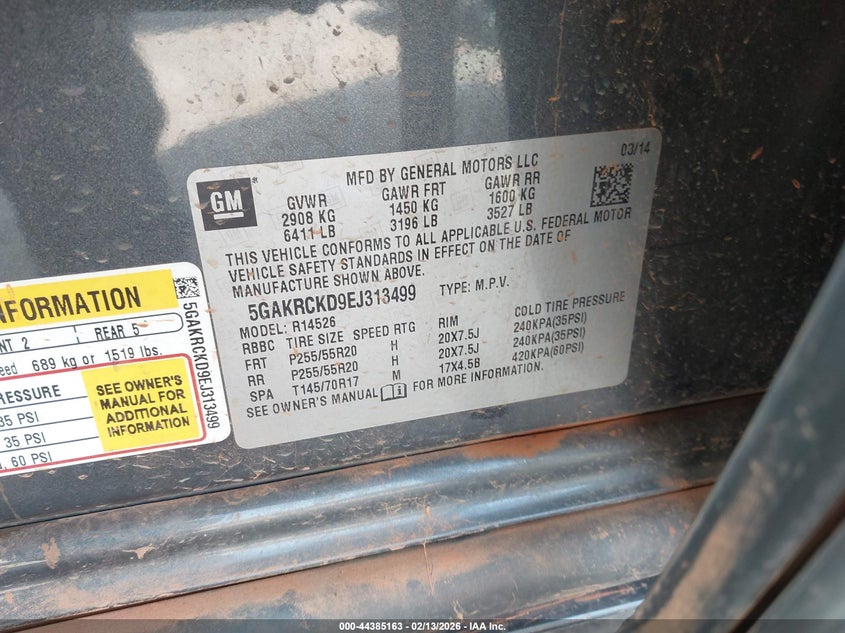 GM
MFD BY GENERAL MOTORS LLC
03/14
GVWR GAWR FRT GAWR RR
2908 KG 1450 KG 1600 KG
6411 LB 3196 LB 3527 LB
THIS VEHICLE CONFORMS TO ALL APPLICABLE U.S. FEDERAL MOTOR
VEHICLE SAFETY STANDARDS IN EFFECT ON THE DATE OF
MANUFACTURE SHOWN ABOVE.
5GAKRCKD9EJ313499 TYPE: M.P.V.
MODEL: R14526
RBBC TIRE SIZE SPEED RTG RIM COLD TIRE PRESSURE
FRT P255/55R20 H 20X7.5J 240KPA(35PSI)
RR P255/55R20 H 20X7.5J 240KPA(35PSI)
SPA T145/70R17 M 17X4.5B 420KPA(60PSI)
SEE OWNER'S MANUAL FOR MORE INFORMATION.
NFORMATION
NT 2 REAR 5
eed 689 kg or 1519 lbs.
PRESSURE
35 PSI
35 PSI
, 60 PSI
SEE OWNER'S
MANUAL FOR
ADDITIONAL
INFORMATION
5GAKRCKD9EJ313499
000-44385163 - 02/13/2026 - IAA Inc.